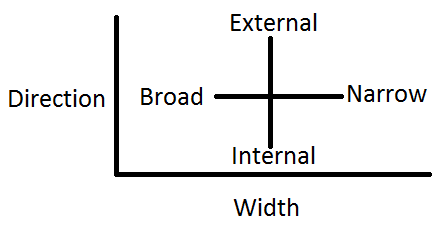 External
Direction
Broad
Narrow
Internal
Width